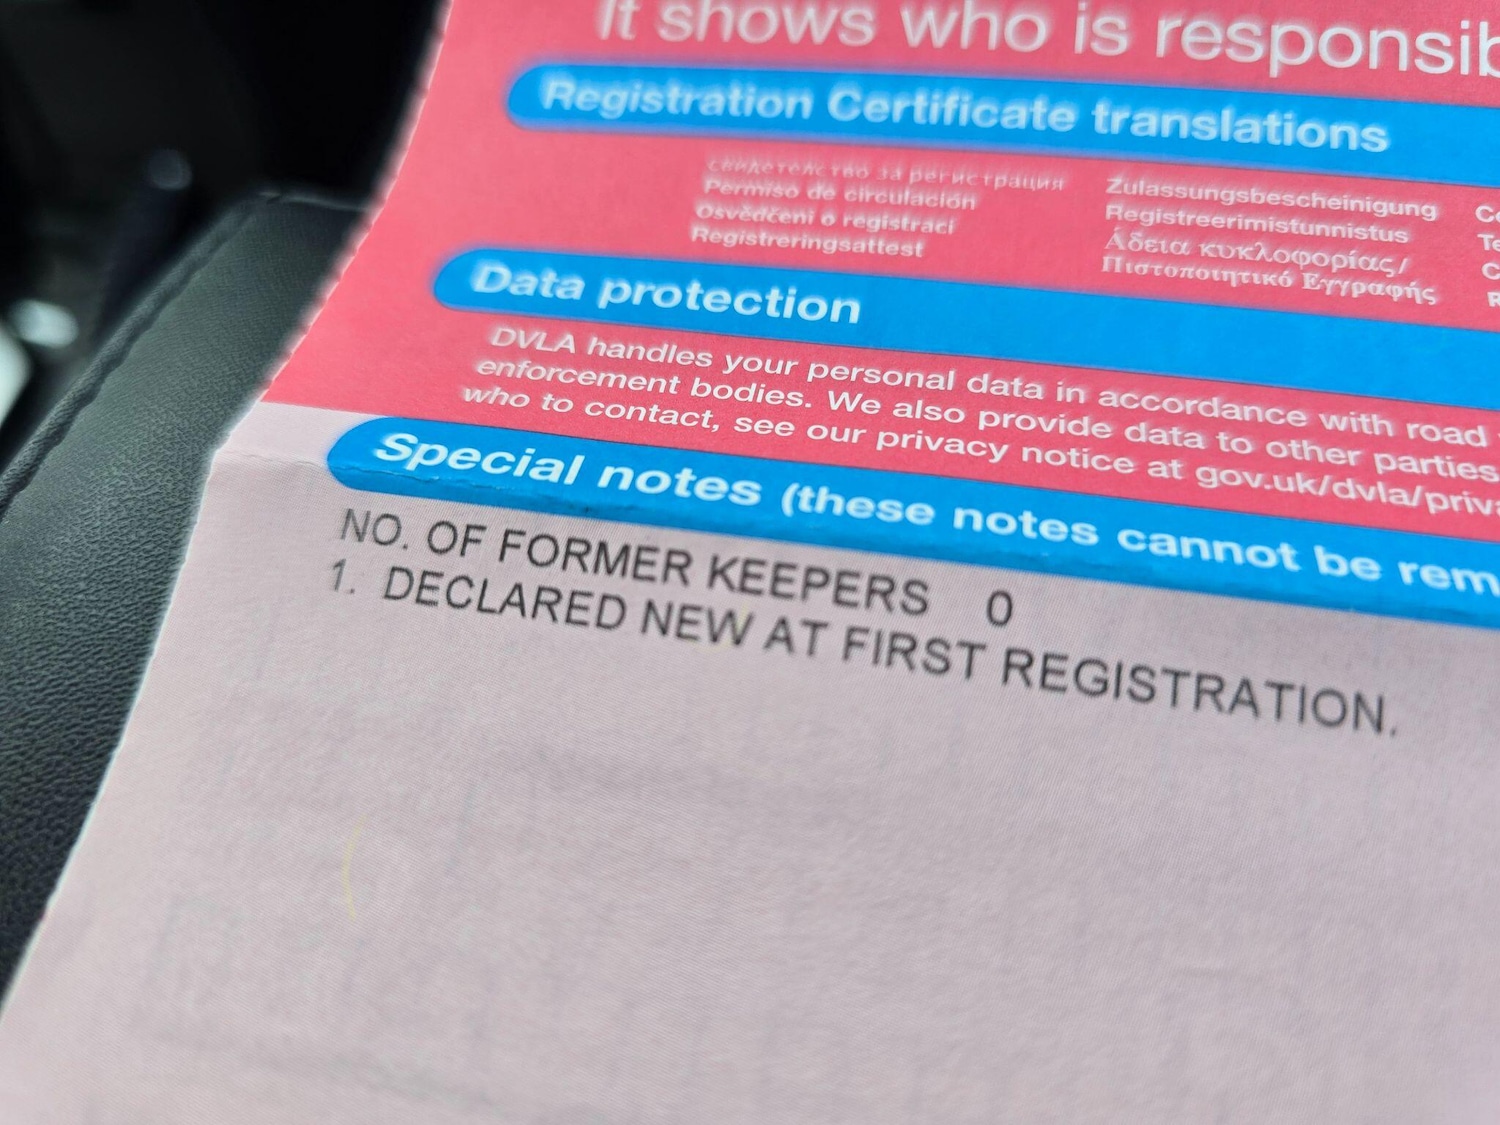 It shows who is
Registration Certificate translations
свидетелство за регистрация
Permiso de circulación
Osvědčení o registraci
Registreringsattest
Zulassungsbescheinigung
Registreerimistunnistus
Άδεια κυκλοφορίας/
Πιστοποιητικό Εγγραφής
Data protection
DVLA handles your personal data in accordance with road
enforcement bodies. We also provide data to other parties
who to contact, see our privacy notice at gov.uk/dvla/priva
Special notes (these notes cannot be rem
NO. OF FORMER KEEPERS 0
1. DECLARED NEW AT FIRST REGISTRATION.